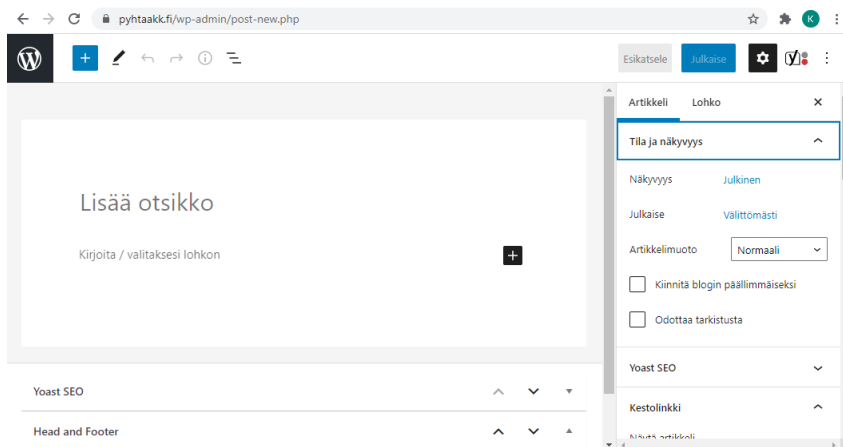 pyhtaakk.fi/wp-admin/post-new.php
K
Esikatsele
Julkaise
Artikkeli Lohko
Tila ja näkyvyys
Näkyvyys Julkinen
Julkaise Välittömästi
Artikkelimuoto Normaali
Kiinnitä blogin päällimmäiseksi
Odottaa tarkistusta
Yoast SEO
Kestolinkki
Näytä artikkeli
Lisää otsikko
Kirjoita / valitaksesi lohkon
Yoast SEO
Head and Footer